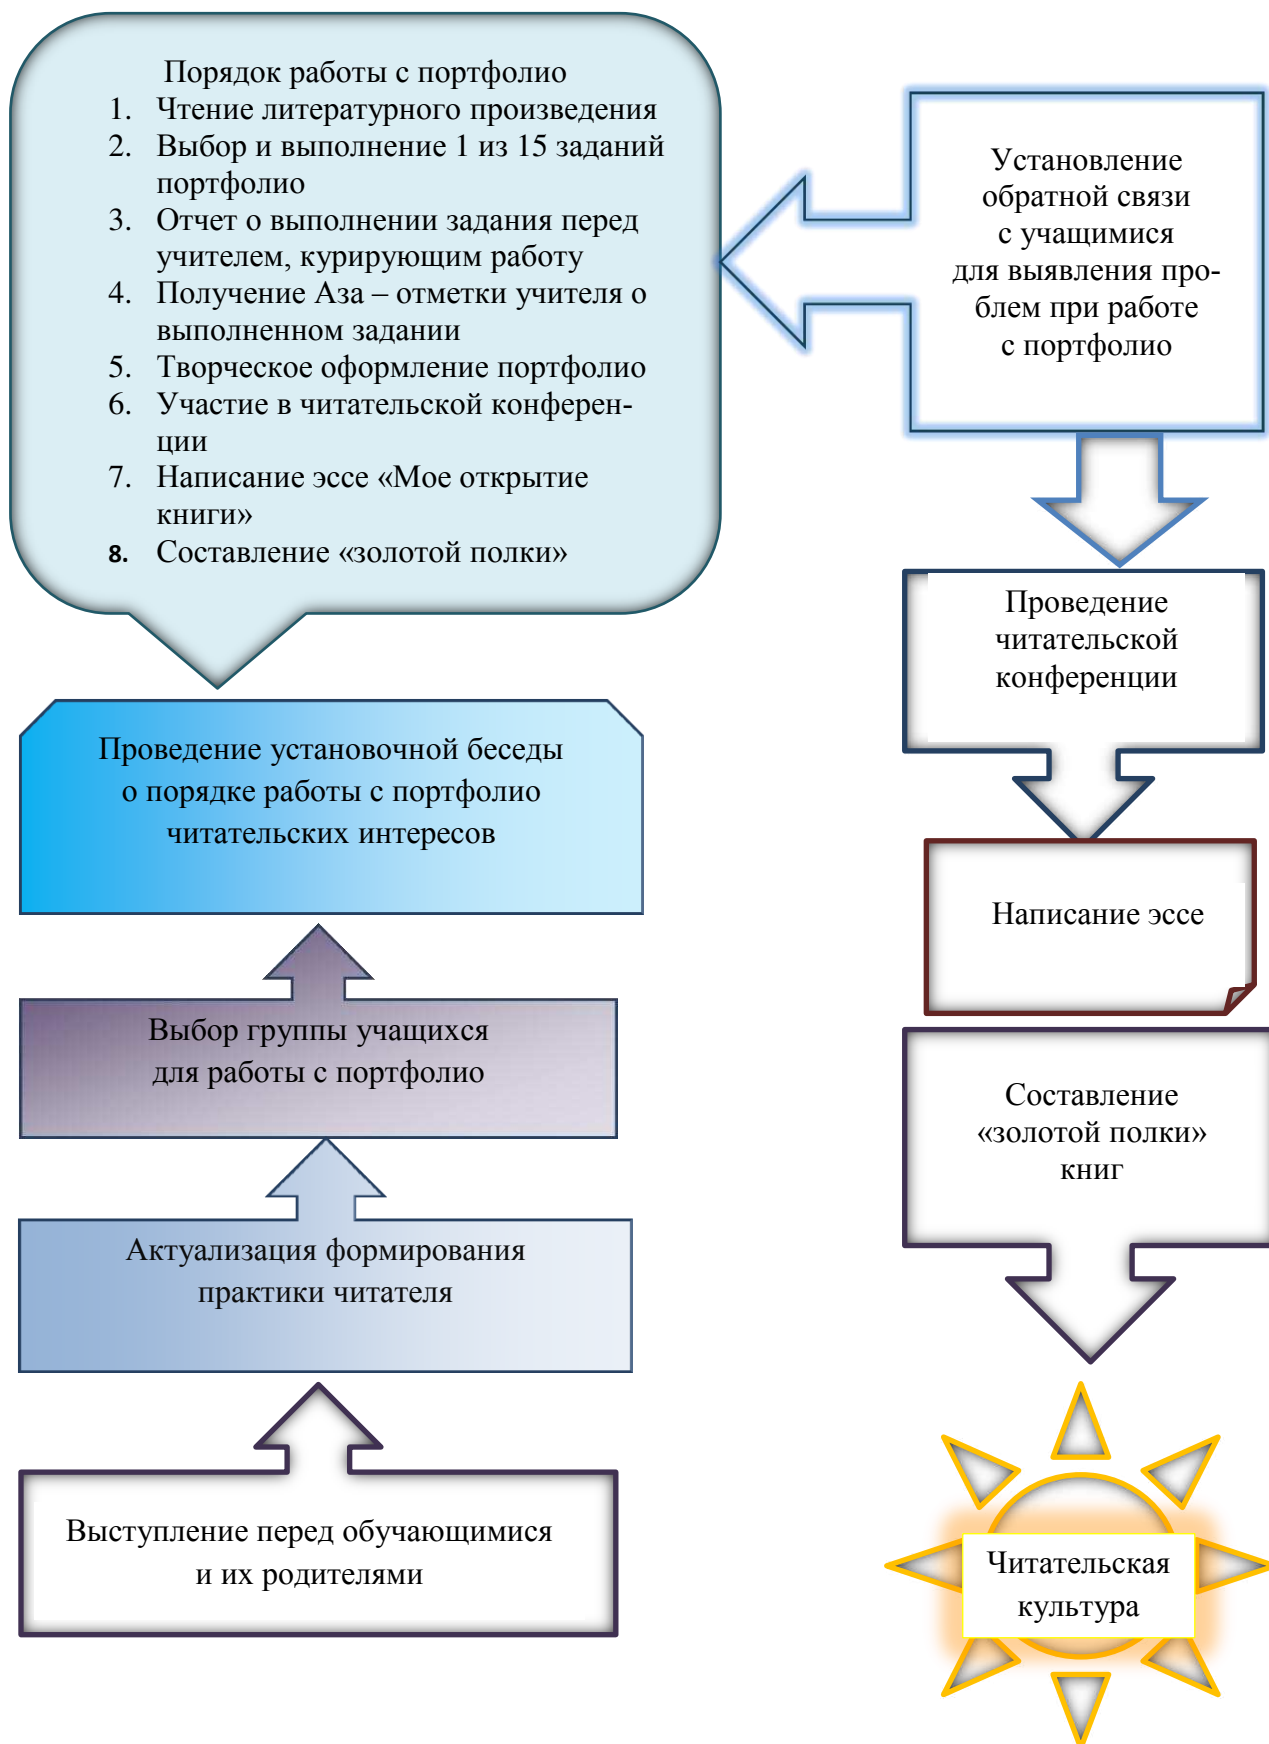 Порядок работы с портфолио
1. Чтение литературного произведения
2. Выбор и выполнение 1 из 15 заданий
портфолио
3. Отчет о выполнении задания перед
учителем, курирующим работу
4. Получение Аза – отметки учителя о
выполненном задании
5. Творческое оформление портфолио
6. Участие в читательской конферен-
ции
7. Написание эссе «Мое открытие
книги»
8. Составление «золотой полки»
Проведение установочной беседы
о порядке работы с портфолио
читательских интересов
Выбор группы учащихся
для работы с портфолио
Актуализация формирования
практики читателя
Выступление перед обучающимися
и их родителями
Установление
обратной связи
с учащимися
для выявления про-
блем при работе
с портфолио
Проведение
читательской
конференции
Написание эссе
Составление
«золотой полки»
книг
Читательская
культура